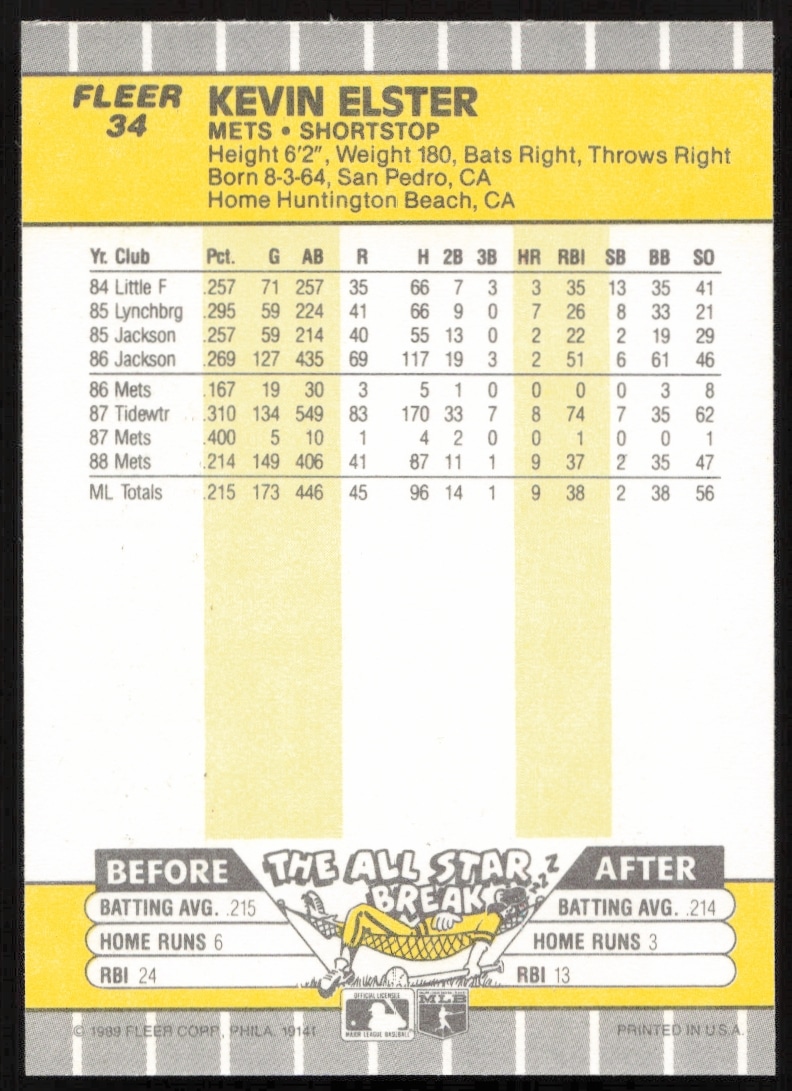 FLEER
34
KEVIN ELSTER
METS • SHORTSTOP
Height 6'2", Weight 180, Bats Right, Throws Right
Born 8-3-64, San Pedro, CA
Home Huntington Beach, CA
Yr. Club Pct. G AB R H 2B 3B HR RBI SB BB SO
84 Little F .257 71 257 35 66 7 3 3 35 13 35 41
85 Lynchbrg .295 59 224 41 66 9 0 7 26 8 33 21
85 Jackson .257 59 214 40 55 13 0 2 22 2 19 29
86 Jackson .269 127 435 69 117 19 3 2 51 6 61 46
86 Mets .167 19 30 3 5 1 0 0 0 0 3 8
87 Tidewtr .310 134 549 83 170 33 7 8 74 7 35 62
87 Mets .400 5 10 1 4 2 0 0 1 0 0 1
88 Mets .214 149 406 41 87 11 1 9 37 2 35 47
ML Totals .215 173 446 45 96 14 1 9 38 2 38 56
BEFORE THE ALL STAR BREAK ZZZ AFTER
BATTING AVG. .215 BATTING AVG. .214
HOME RUNS 6 HOME RUNS 3
RBI 24 RBI 13
OFFICIAL LICENSEE
MAJOR LEAGUE BASEBALL
MLB
© 1989 FLEER CORP., PHILA. 19141 PRINTED IN U.S.A.